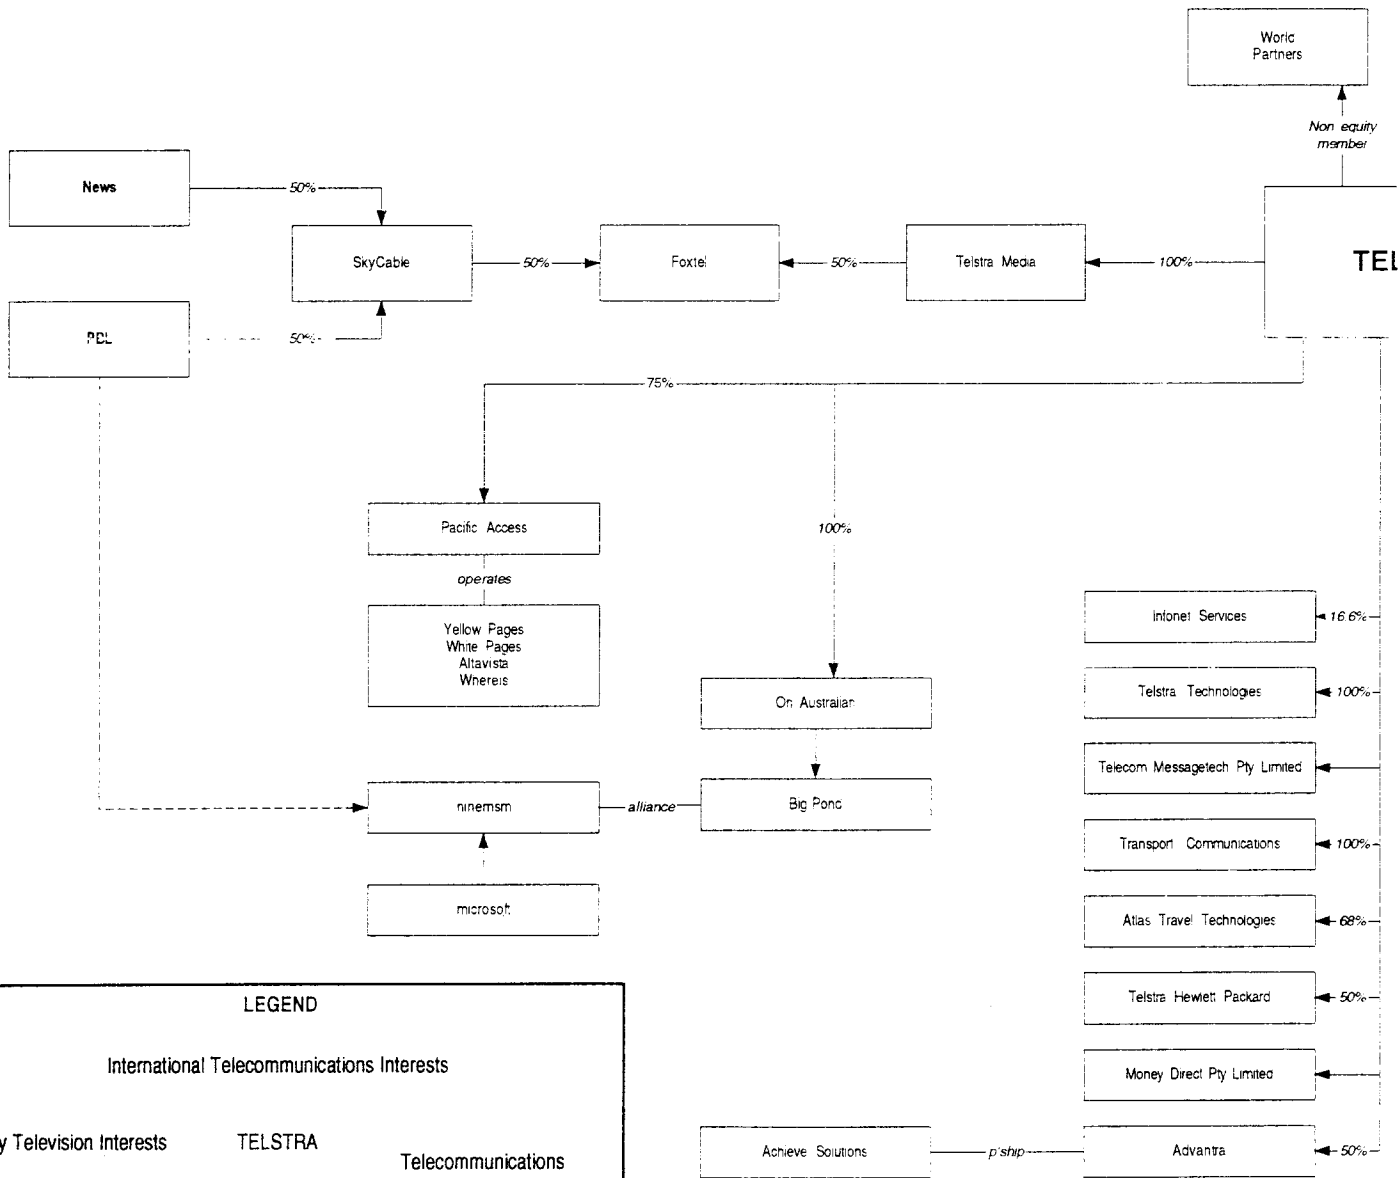 World
Partners
Non equity
member
News
50%
SkyCable
50%
Foxtel
50%
Telstra Media
100%
TEL
PBL
50%
75%
Pacific Access
100%
operates
Yellow Pages
White Pages
Altavista
Whereis
On Australian
Infonet Services
16.6%
Telstra Technologies
100%
Telecom Messagetech Pty Limited
ninemsm
alliance
Big Pond
Transport Communications
100%
microsoft
Atlas Travel Technologies
68%
Telstra Hewlett Packard
50%
LEGEND
International Telecommunications Interests
Money Direct Pty Limited
y Television Interests
TELSTRA
Telecommunications
Achieve Solutions
p'ship
Advantra
50%